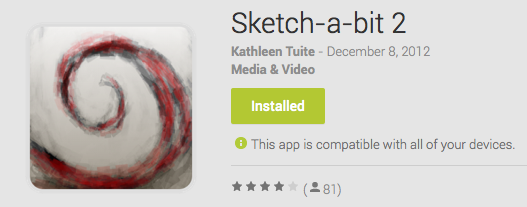 Sketch-a-bit 2
Kathleen Tuite - December 8, 2012
Media & Video
Installed
This app is compatible with all of your devices.
(81)